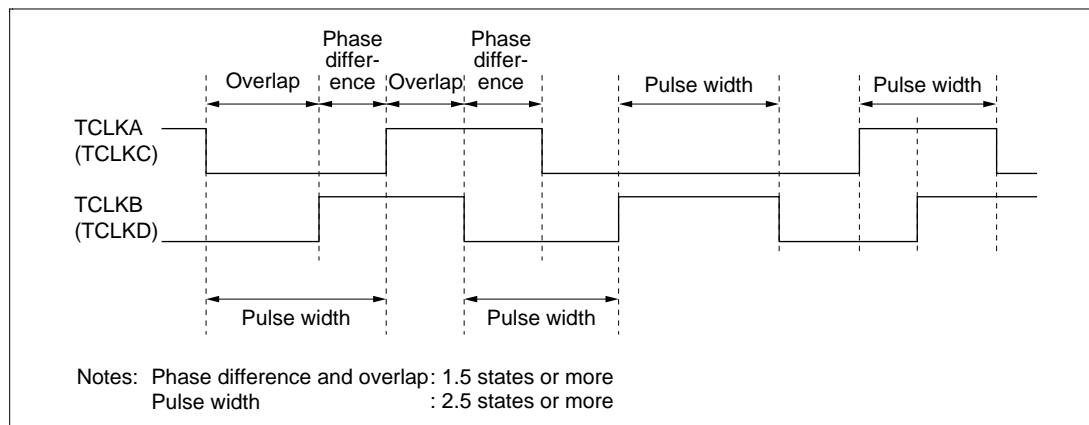 Phase
differ-
ence
Phase
differ-
ence
Overlap
Overlap
Pulse width
Pulse width
TCLKA
(TCLKC)
TCLKB
(TCLKD)
Pulse width
Pulse width
Notes: Phase difference and overlap : 1.5 states or more
Pulse width : 2.5 states or more